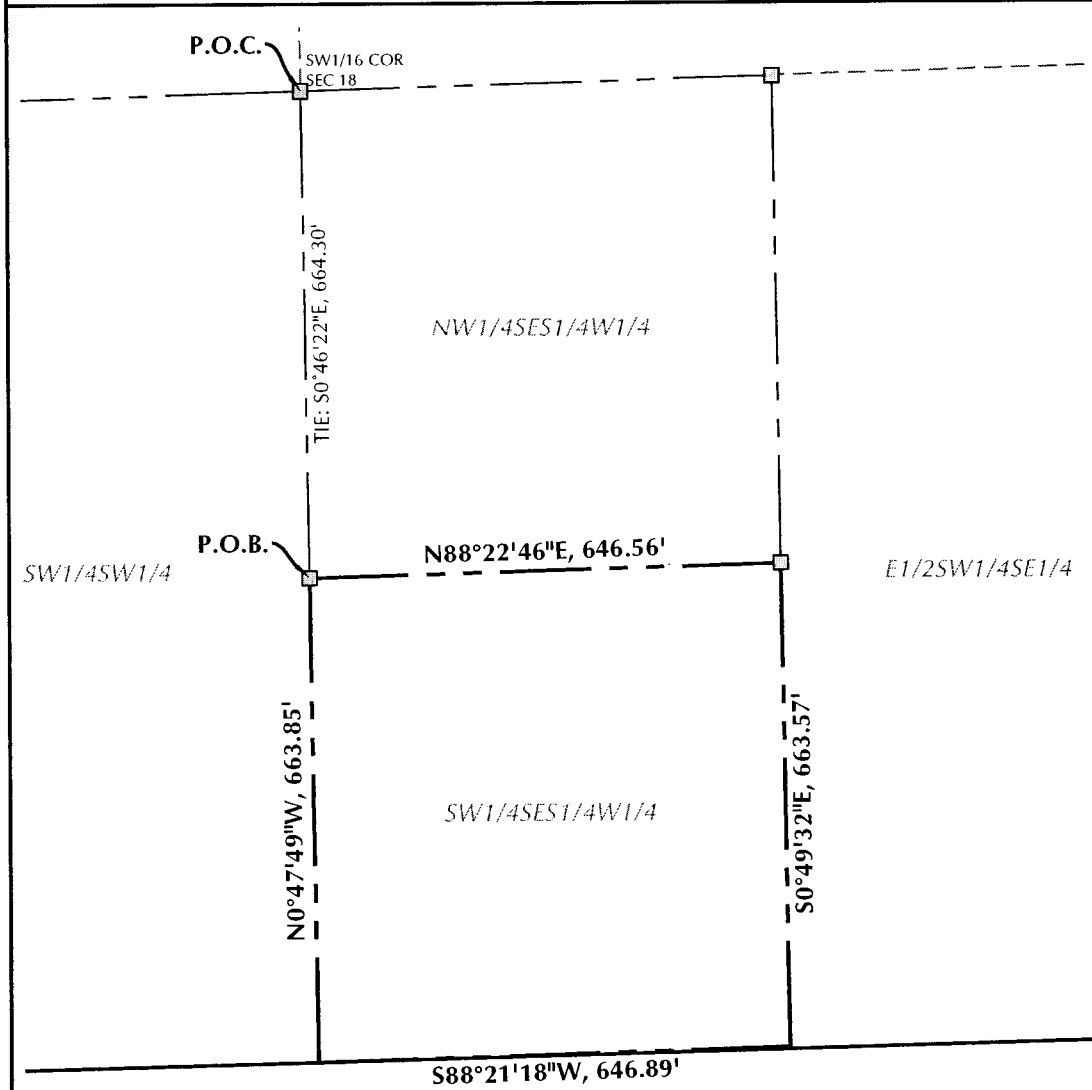 P.O.C.
SW1/16 COR
SEC 18
TIE: S0°46'22"E, 664.30'
NW1/4SES1/4W1/4
P.O.B.
N88°22'46"E, 646.56'
SW1/4SW1/4
E1/2SW1/4SE1/4
N0°47'49"W, 663.85'
S0°49'32"E, 663.57'
SW1/4SES1/4W1/4
S88°21'18"W, 646.89'